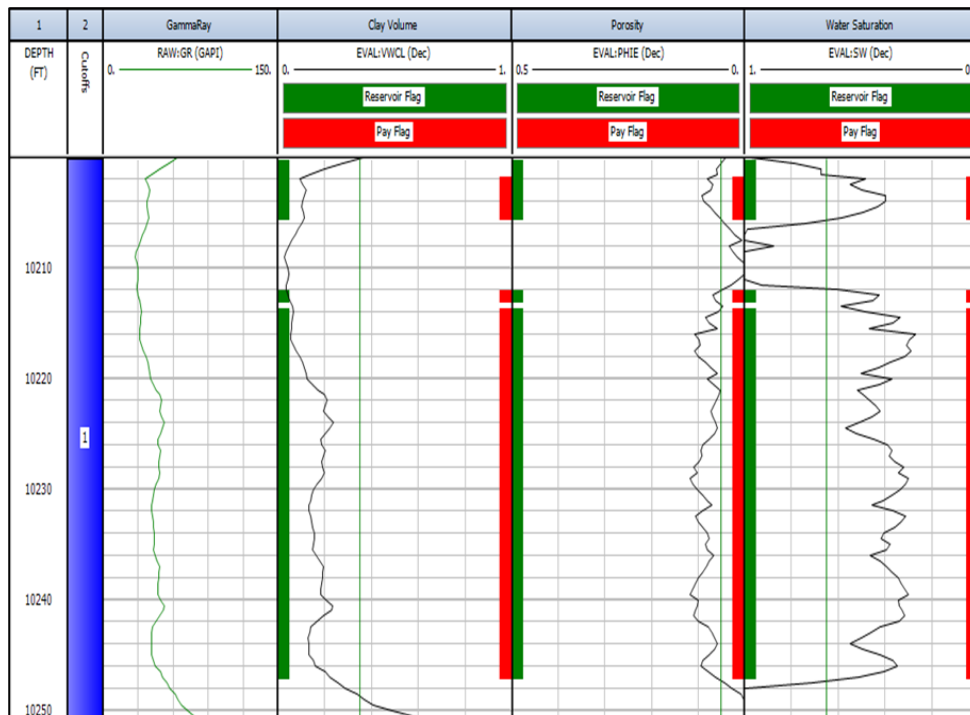 1 2 GammaRay Clay Volume Porosity Water Saturation
DEPTH (FT) Cutoffs RAW:GR (GAPI) EVAL:VWCL (Dec) EVAL:PHIE (Dec) EVAL:SW (Dec)
0. 150. 0. 1. 0.5 0. 1. 0
Reservoir Flag Reservoir Flag Reservoir Flag
Pay Flag Pay Flag Pay Flag
10210
10220
1
10230
10240
10250